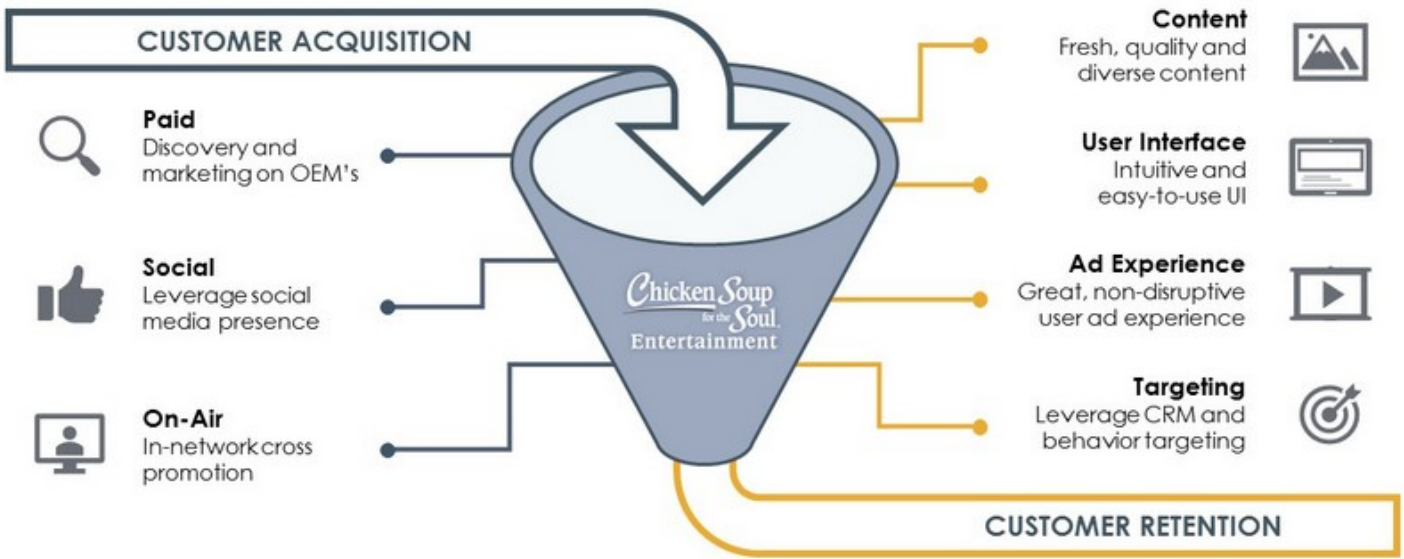 CUSTOMER ACQUISITION
Paid
Discovery and
marketing on OEM's
Social
Leverage social
media presence
On-Air
In-network cross
promotion
Chicken Soup
for the Soul
Entertainment
Content
Fresh, quality and
diverse content
User Interface
Intuitive and
easy-to-use UI
Ad Experience
Great, non-disruptive
user ad experience
Targeting
Leverage CRM and
behavior targeting
CUSTOMER RETENTION